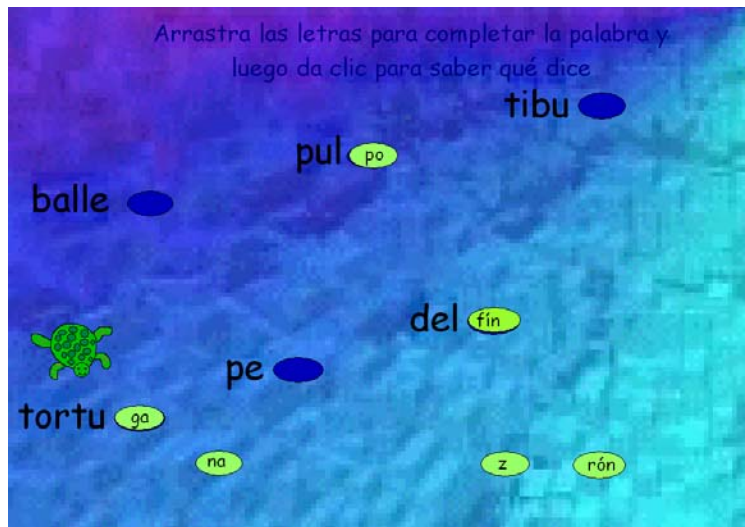 Arrastra las letras para completar la palabra y
luego da clic para saber qué dice
tibu
pul po
balle
del fín
pe
tortu ga
na z rón